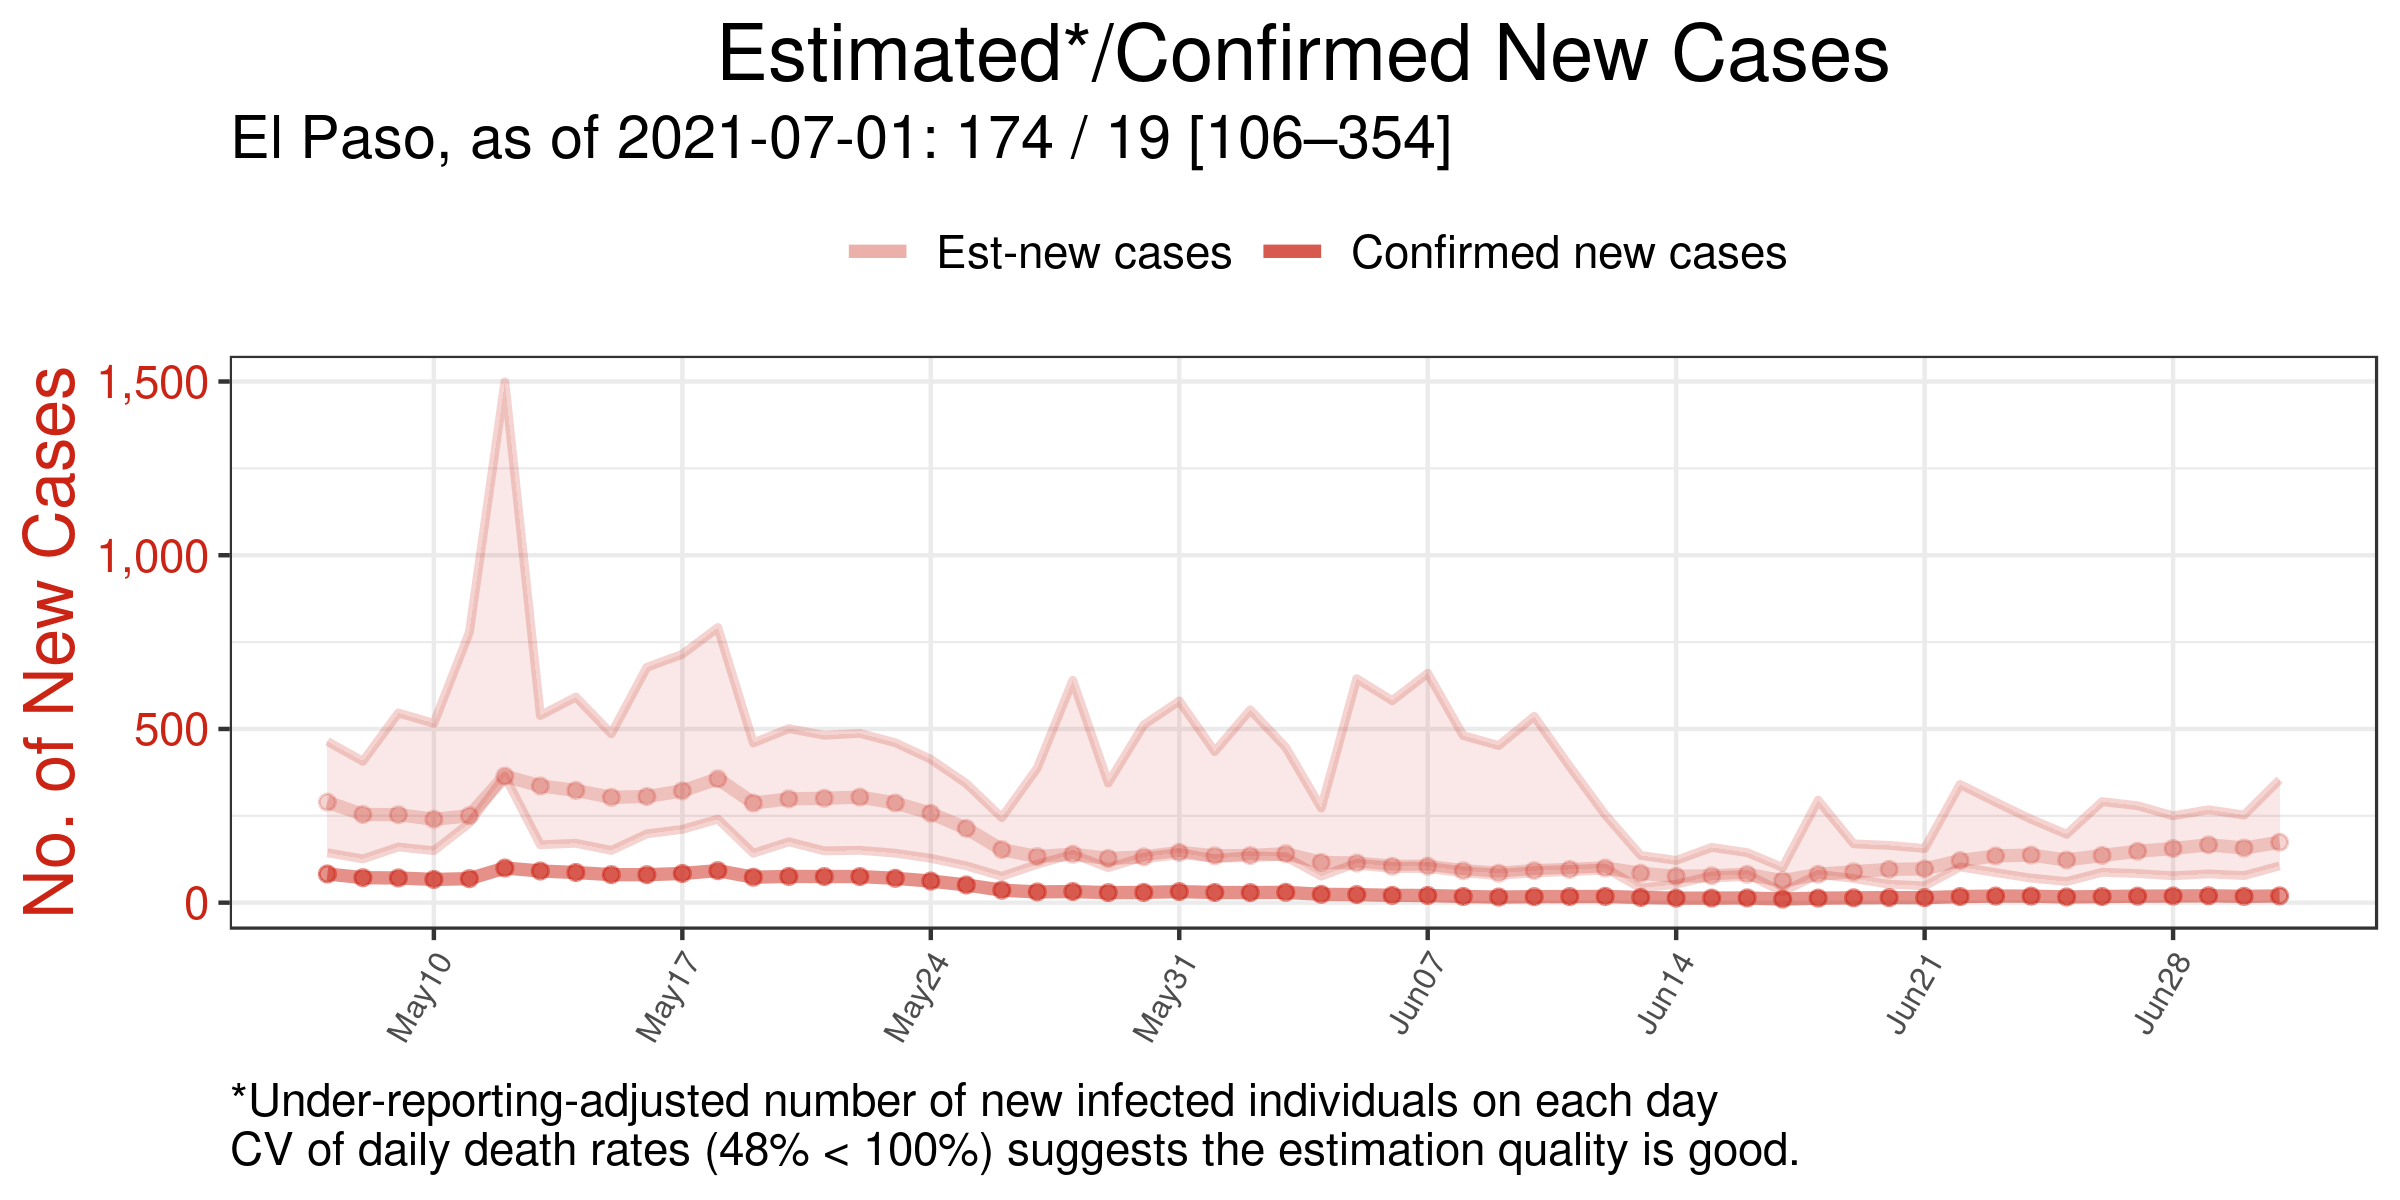 Estimated*/Confirmed New Cases
El Paso, as of 2021-07-01: 174 / 19 [106–354]
Est-new cases
Confirmed new cases
No. of New Cases
1,500
1,000
500
0
May10
May17
May24
May31
Jun07
Jun14
Jun21
Jun28
*Under-reporting-adjusted number of new infected individuals on each day
CV of daily death rates (48% < 100%) suggests the estimation quality is good.